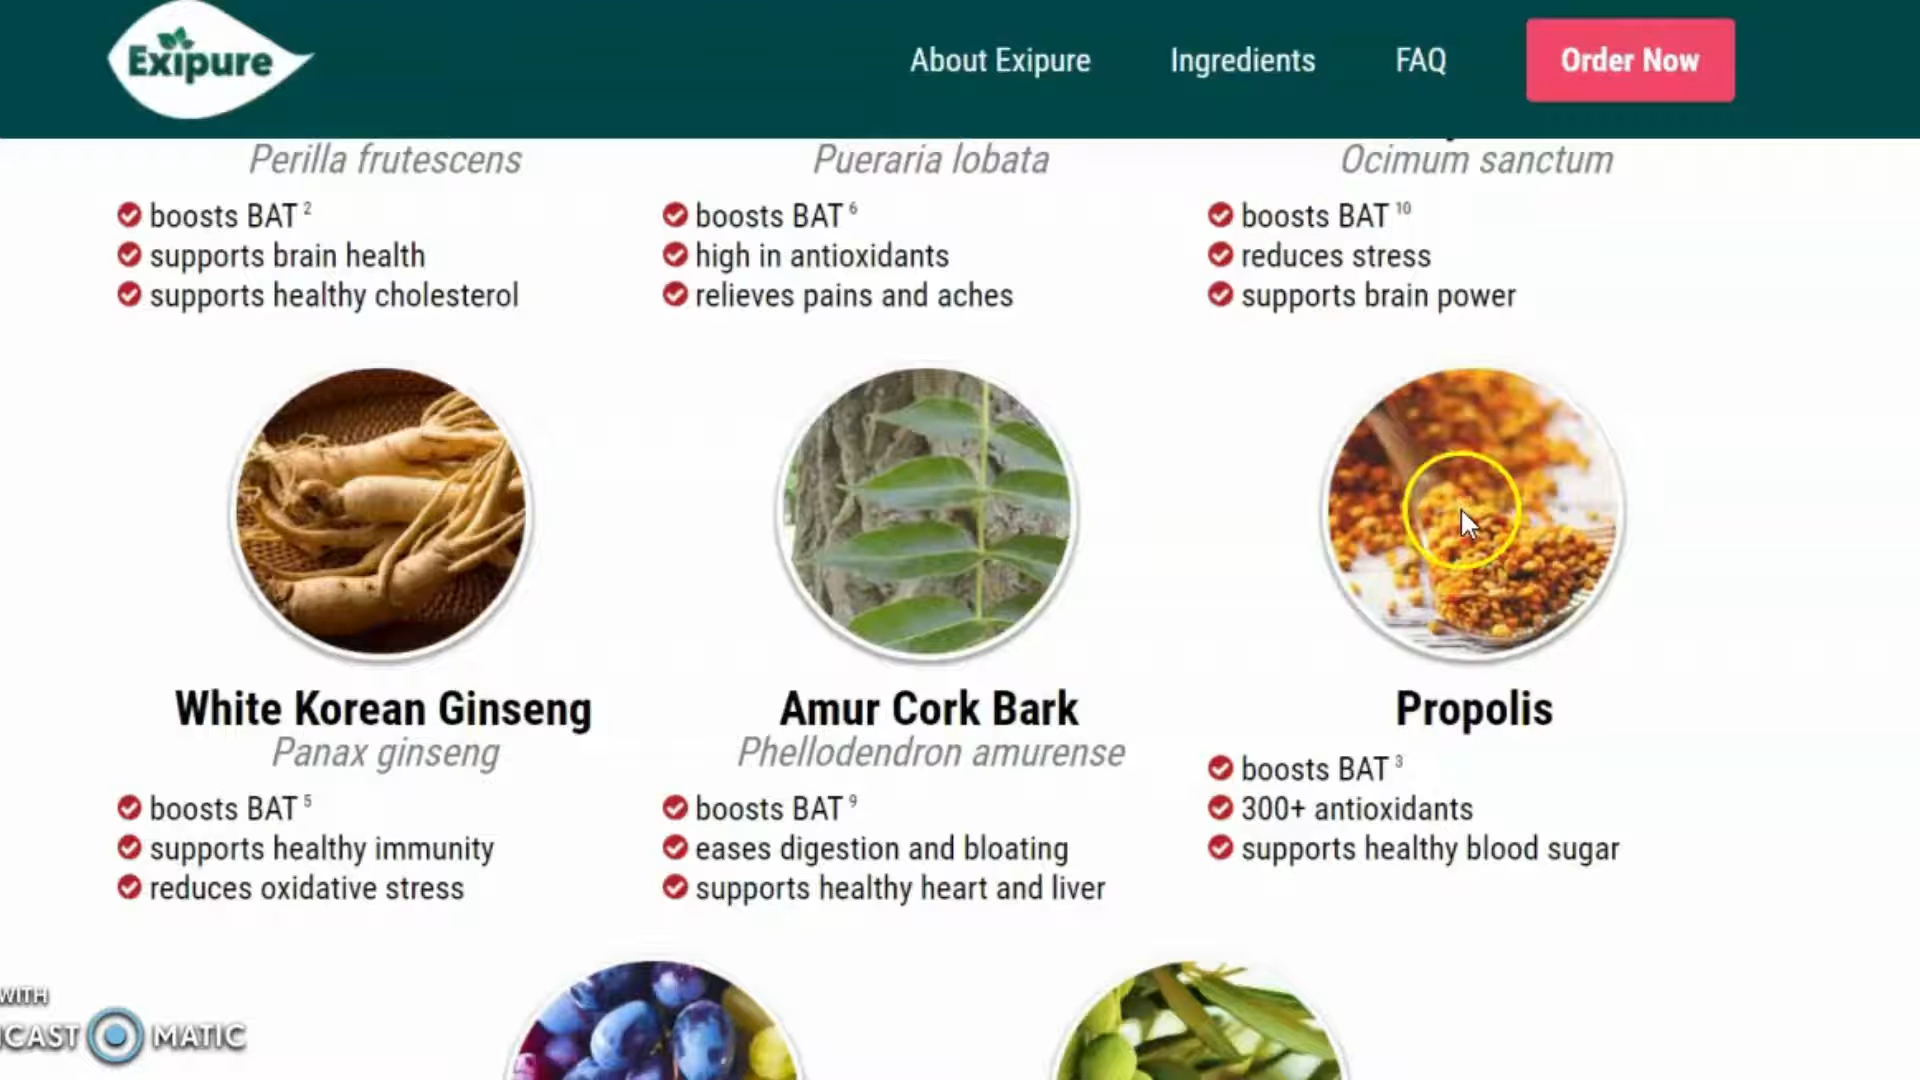 Exipure
About Exipure
Ingredients
FAQ
Order Now
Perilla frutescens
boosts BAT 2
supports brain health
supports healthy cholesterol
Pueraria lobata
boosts BAT 6
high in antioxidants
relieves pains and aches
Ocimum sanctum
boosts BAT 10
reduces stress
supports brain power
White Korean Ginseng
Panax ginseng
boosts BAT 5
supports healthy immunity
reduces oxidative stress
Amur Cork Bark
Phellodendron amurense
boosts BAT 9
eases digestion and bloating
supports healthy heart and liver
Propolis
boosts BAT 3
300+ antioxidants
supports healthy blood sugar
WITH
CAST MATIC